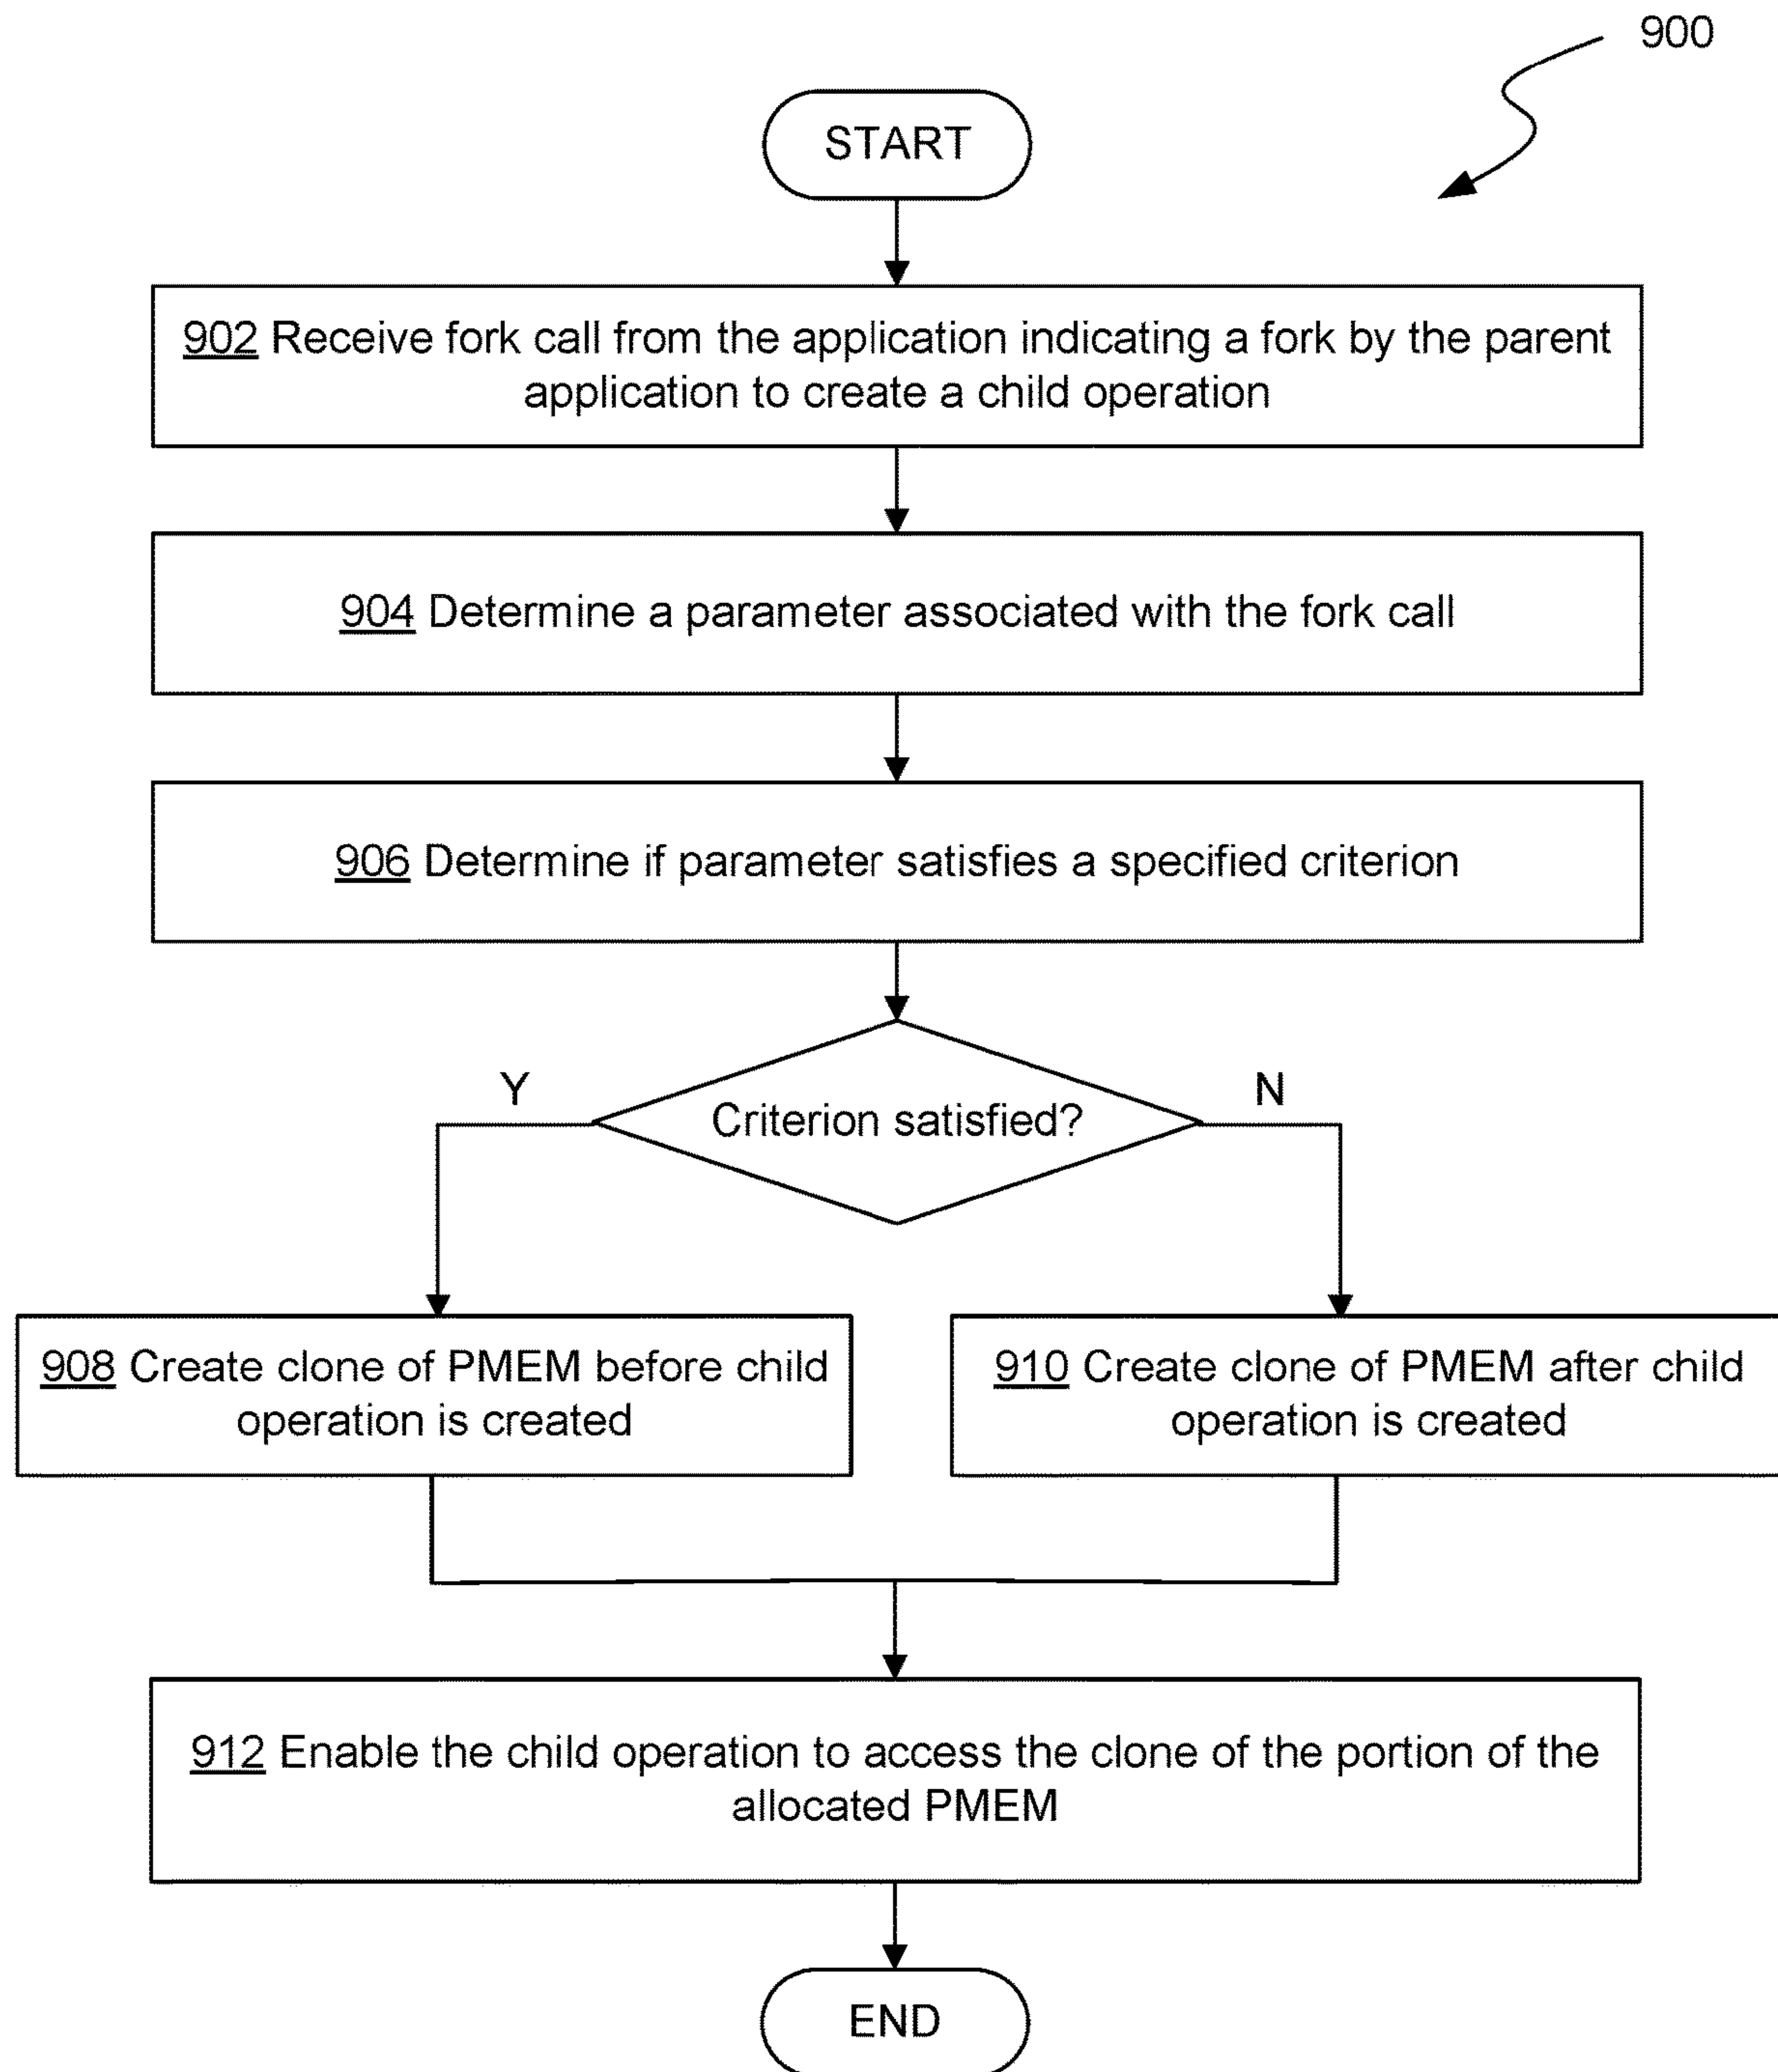 900
START
902 Receive fork call from the application indicating a fork by the parent
application to create a child operation
904 Determine a parameter associated with the fork call
906 Determine if parameter satisfies a specified criterion
Y
N
Criterion satisfied?
908 Create clone of PMEM before child
operation is created
910 Create clone of PMEM after child
operation is created
912 Enable the child operation to access the clone of the portion of the
allocated PMEM
END